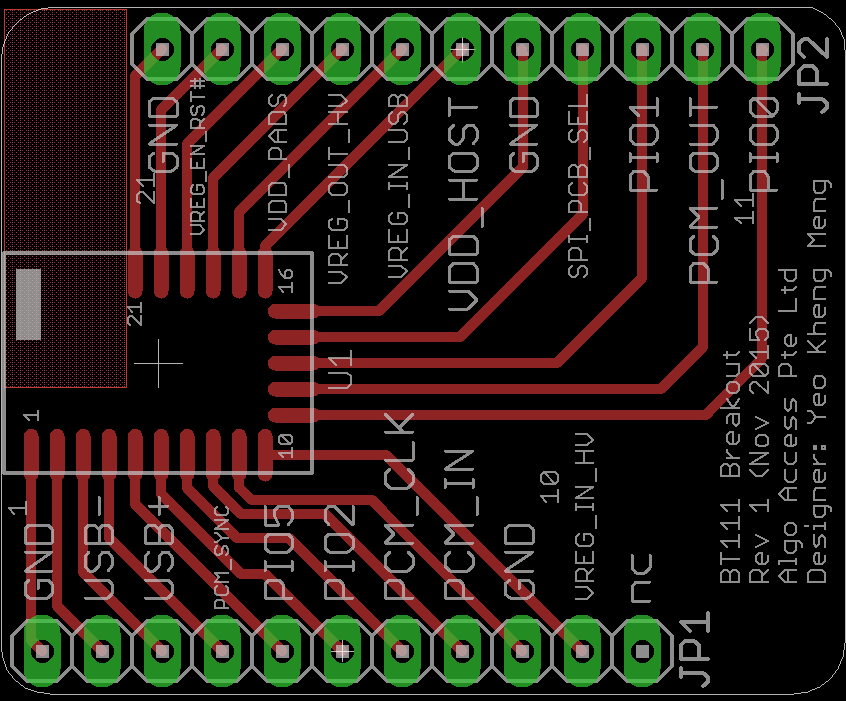 JP2
GND
VREG_EN_RST#
VDD_PADS
VREG_OUT_HV
VREG_IN_USB
VDD_HOST
GND
SPI_PCB_SEL
PIO1
PCM_OUT
PIO0
21
11
16
21
U1
1
10
1
GND
USB-
USB+
PCM_SYNC
PIO5
PIO2
PCM_CLK
PCM_IN
GND
10
VREG_IN_HV
nc
JP1
BT111 Breakout
Rev 1 (Nov 2015)
Algo Access Pte Ltd
Designer: Yeo Kheng Meng